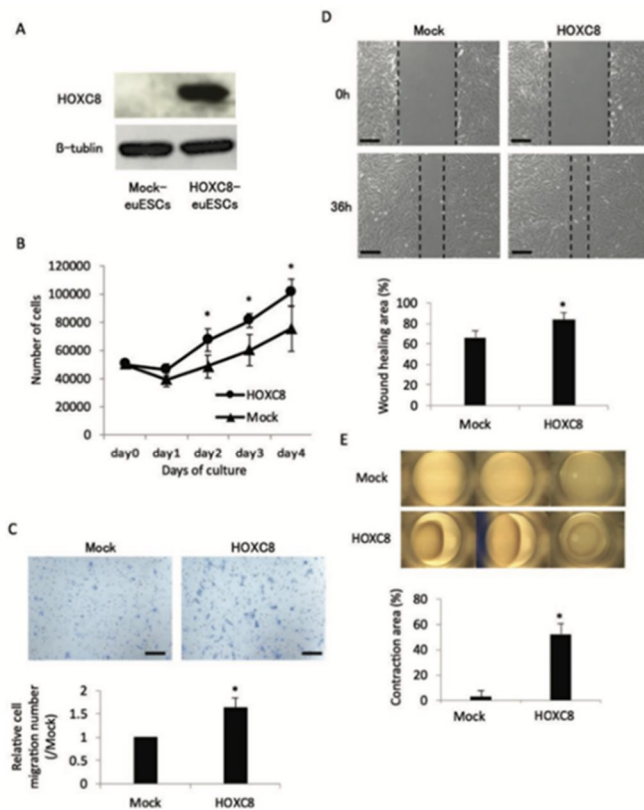 A
HOXC8
ß-tublin
Mock-
euESCs
HOXC8-
euESCs
B
Number of cells
120000
100000
80000
60000
40000
20000
0
*
*
*
HOXC8
Mock
day0 day1 day2 day3 day4
Days of culture
C
Mock HOXC8
Relative cell
migration number
(/Mock)
2
1.5
1
0.5
0
*
Mock HOXC8
D
Mock HOXC8
0h
36h
Wound healing area (%)
100
80
60
40
20
0
*
Mock HOXC8
E
Mock
HOXC8
Contraction area (%)
80
60
40
20
0
*
Mock HOXC8